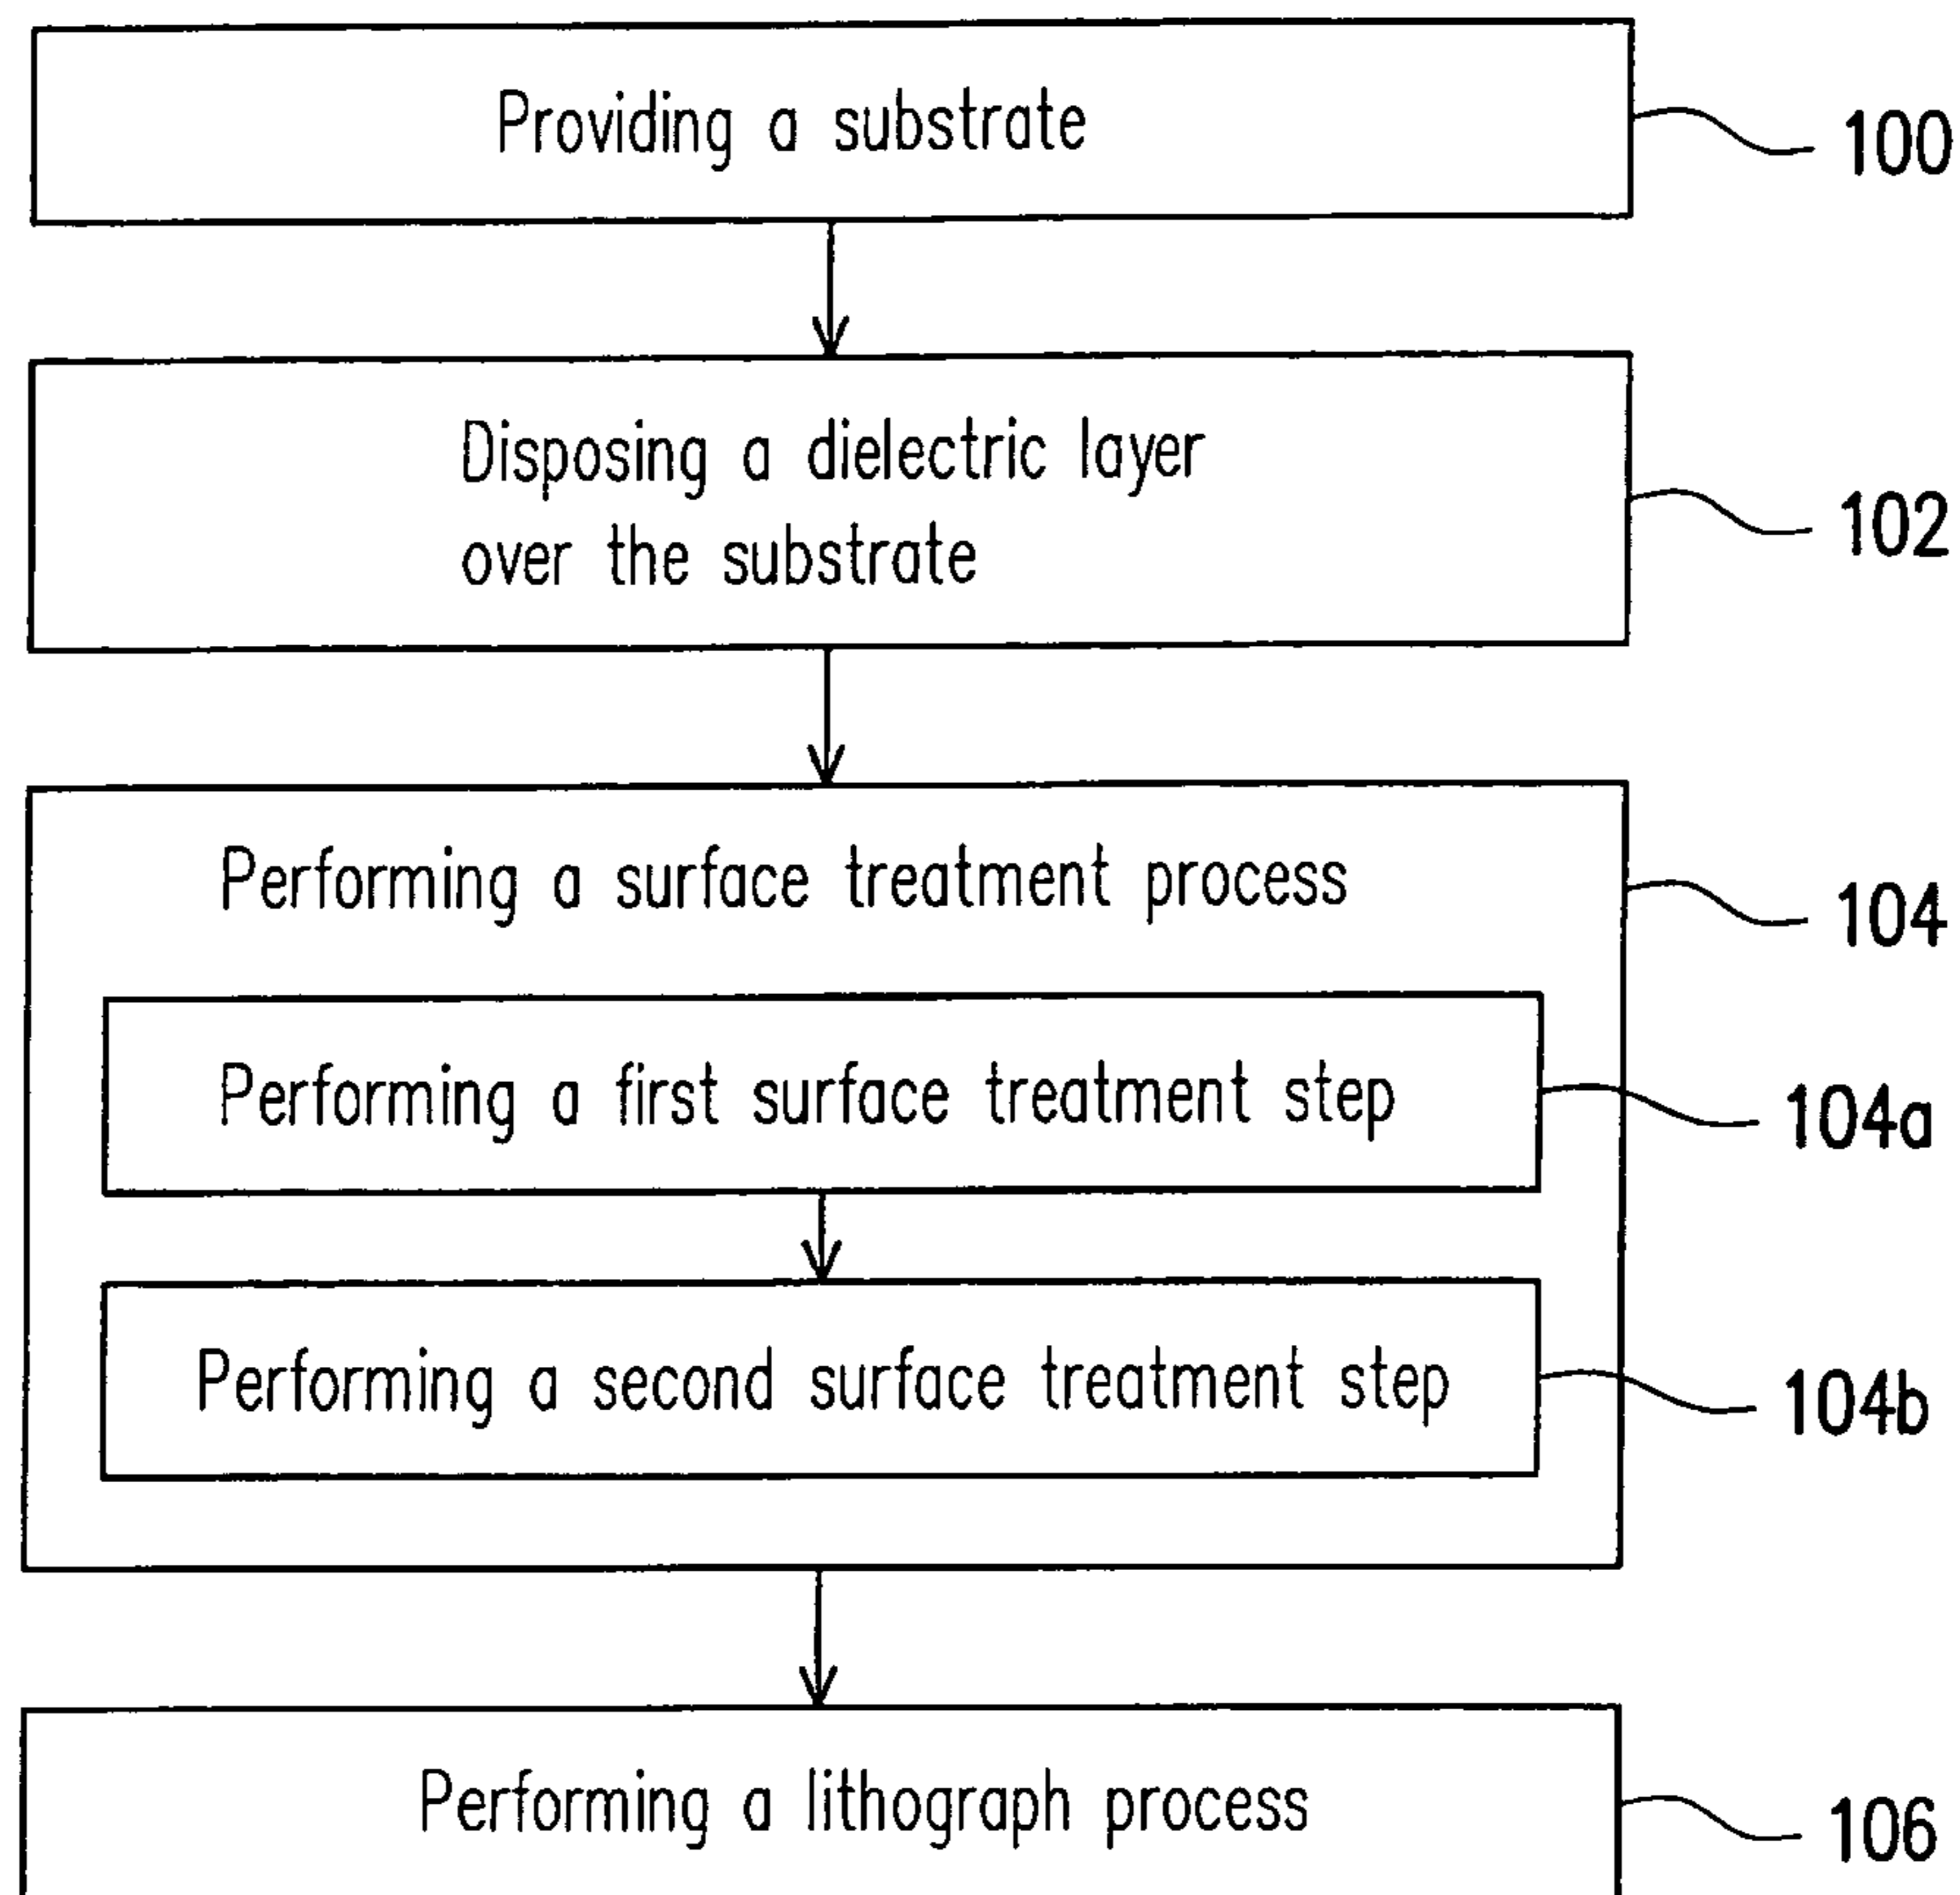 Providing a substrate
100
Disposing a dielectric layer
over the substrate
102
Performing a surface treatment process
104
Performing a first surface treatment step
104a
Performing a second surface treatment step
104b
Performing a lithograph process
106